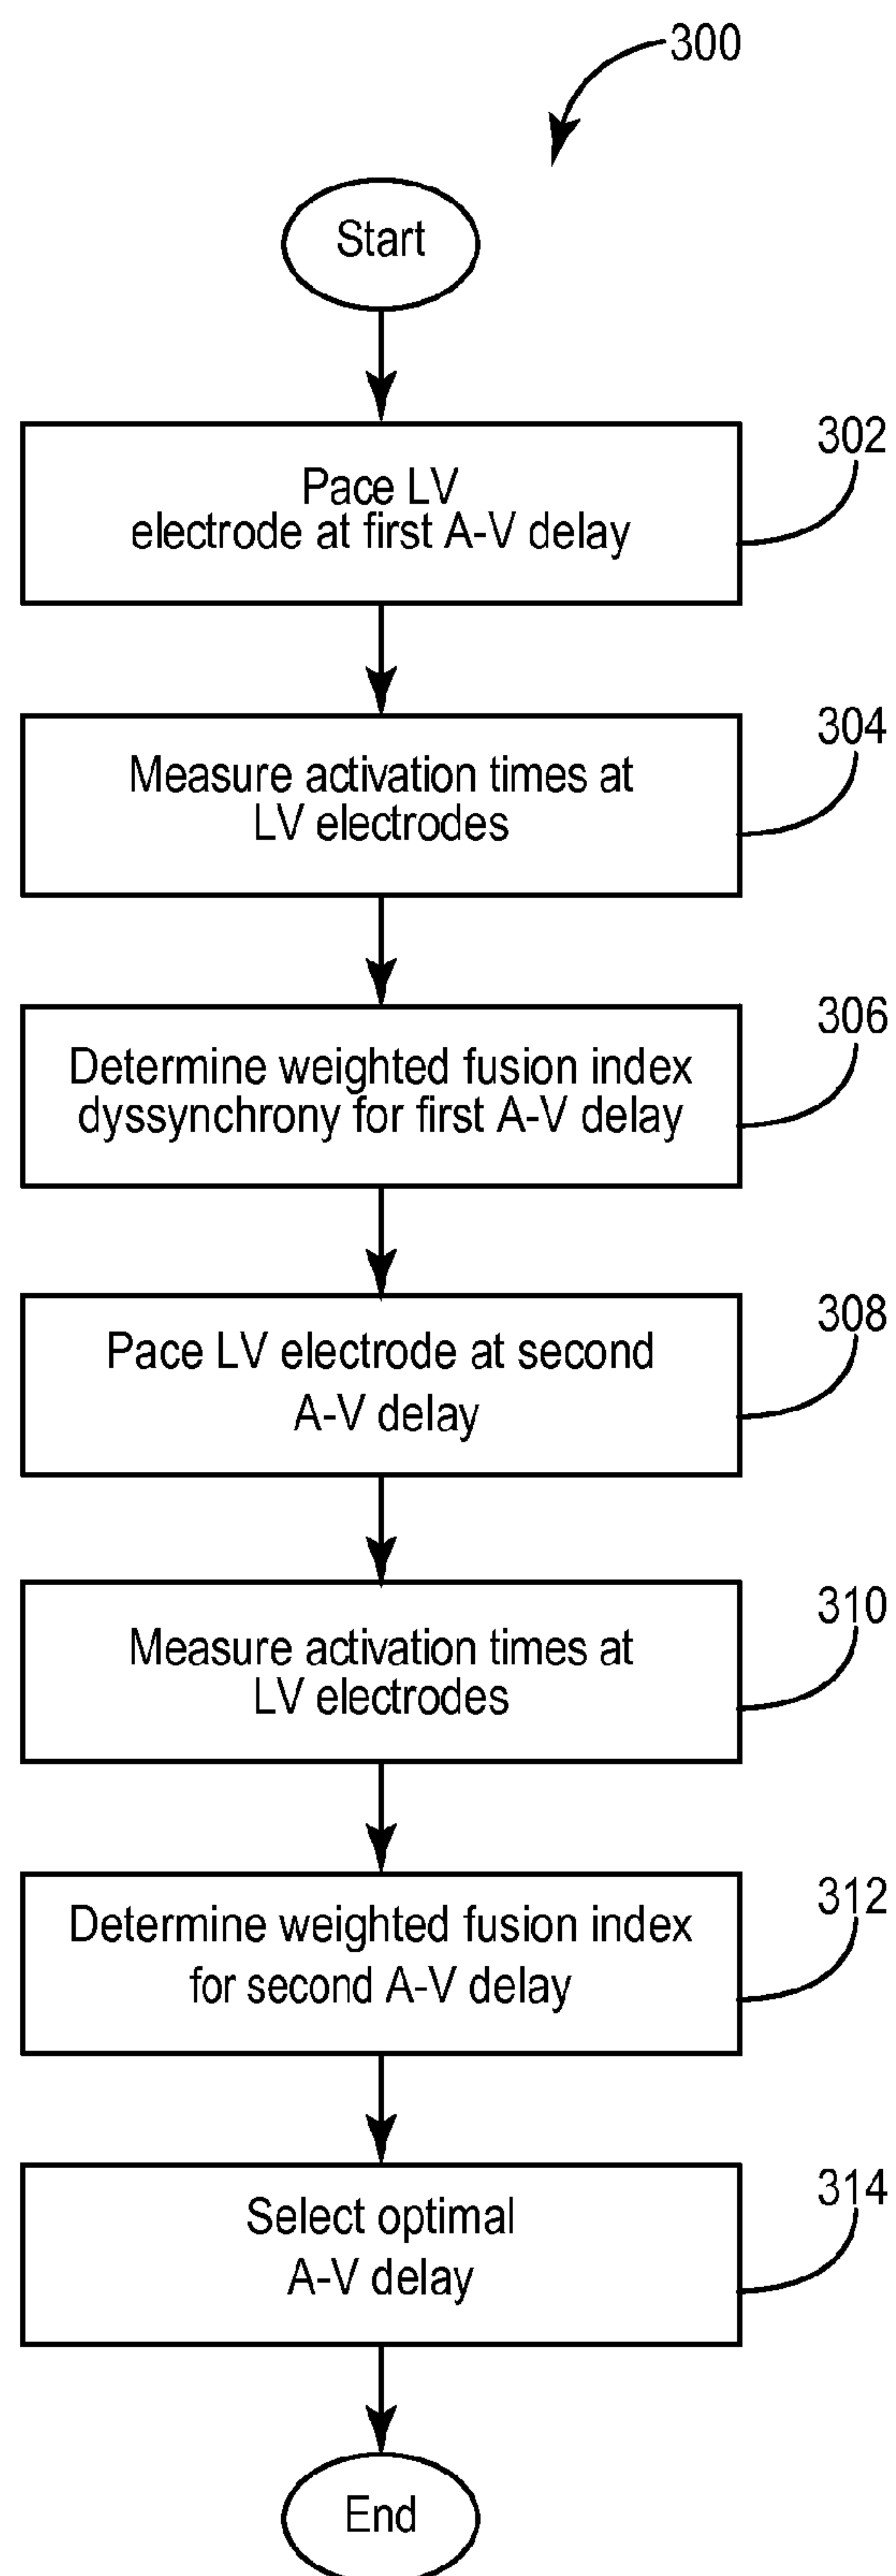 300
Start
302
Pace LV
electrode at first A-V delay
304
Measure activation times at
LV electrodes
306
Determine weighted fusion index
dyssynchrony for first A-V delay
308
Pace LV electrode at second
A-V delay
310
Measure activation times at
LV electrodes
312
Determine weighted fusion index
for second A-V delay
314
Select optimal
A-V delay
End